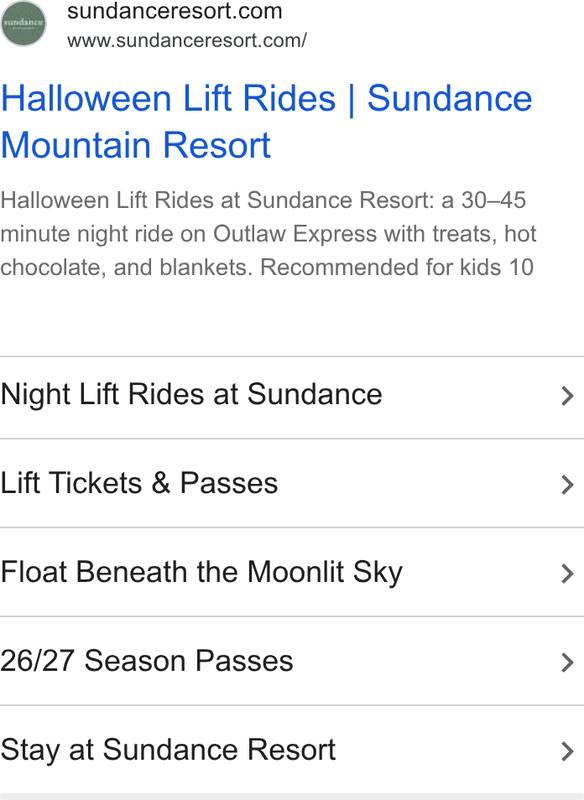 sundance
sundanceresort.com
www.sundanceresort.com/
Halloween Lift Rides | Sundance
Mountain Resort
Halloween Lift Rides at Sundance Resort: a 30–45
minute night ride on Outlaw Express with treats, hot
chocolate, and blankets. Recommended for kids 10
Night Lift Rides at Sundance
Lift Tickets & Passes
Float Beneath the Moonlit Sky
26/27 Season Passes
Stay at Sundance Resort